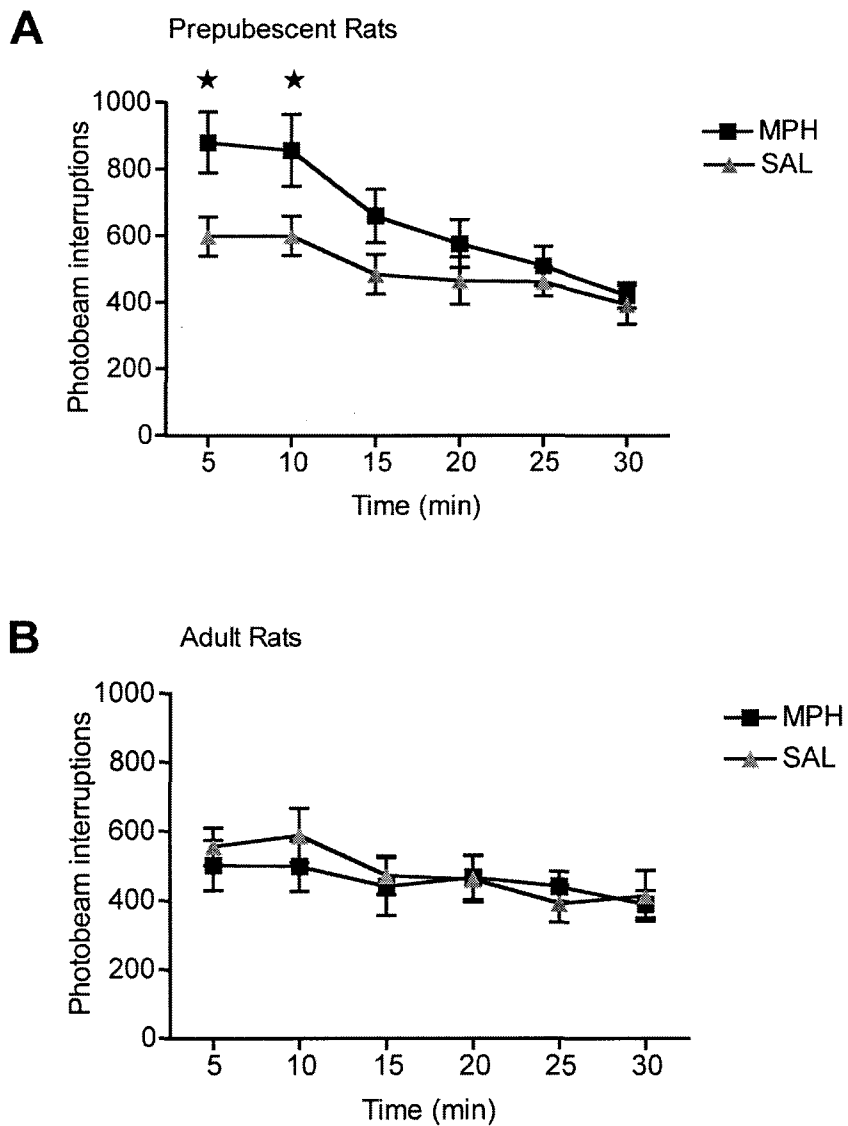 A
Prepubescent Rats
★ ★
Photobeam interruptions
1000
800
600
400
200
0
5 10 15 20 25 30
Time (min)
MPH
SAL
B
Adult Rats
Photobeam interruptions
1000
800
600
400
200
0
5 10 15 20 25 30
Time (min)
MPH
SAL